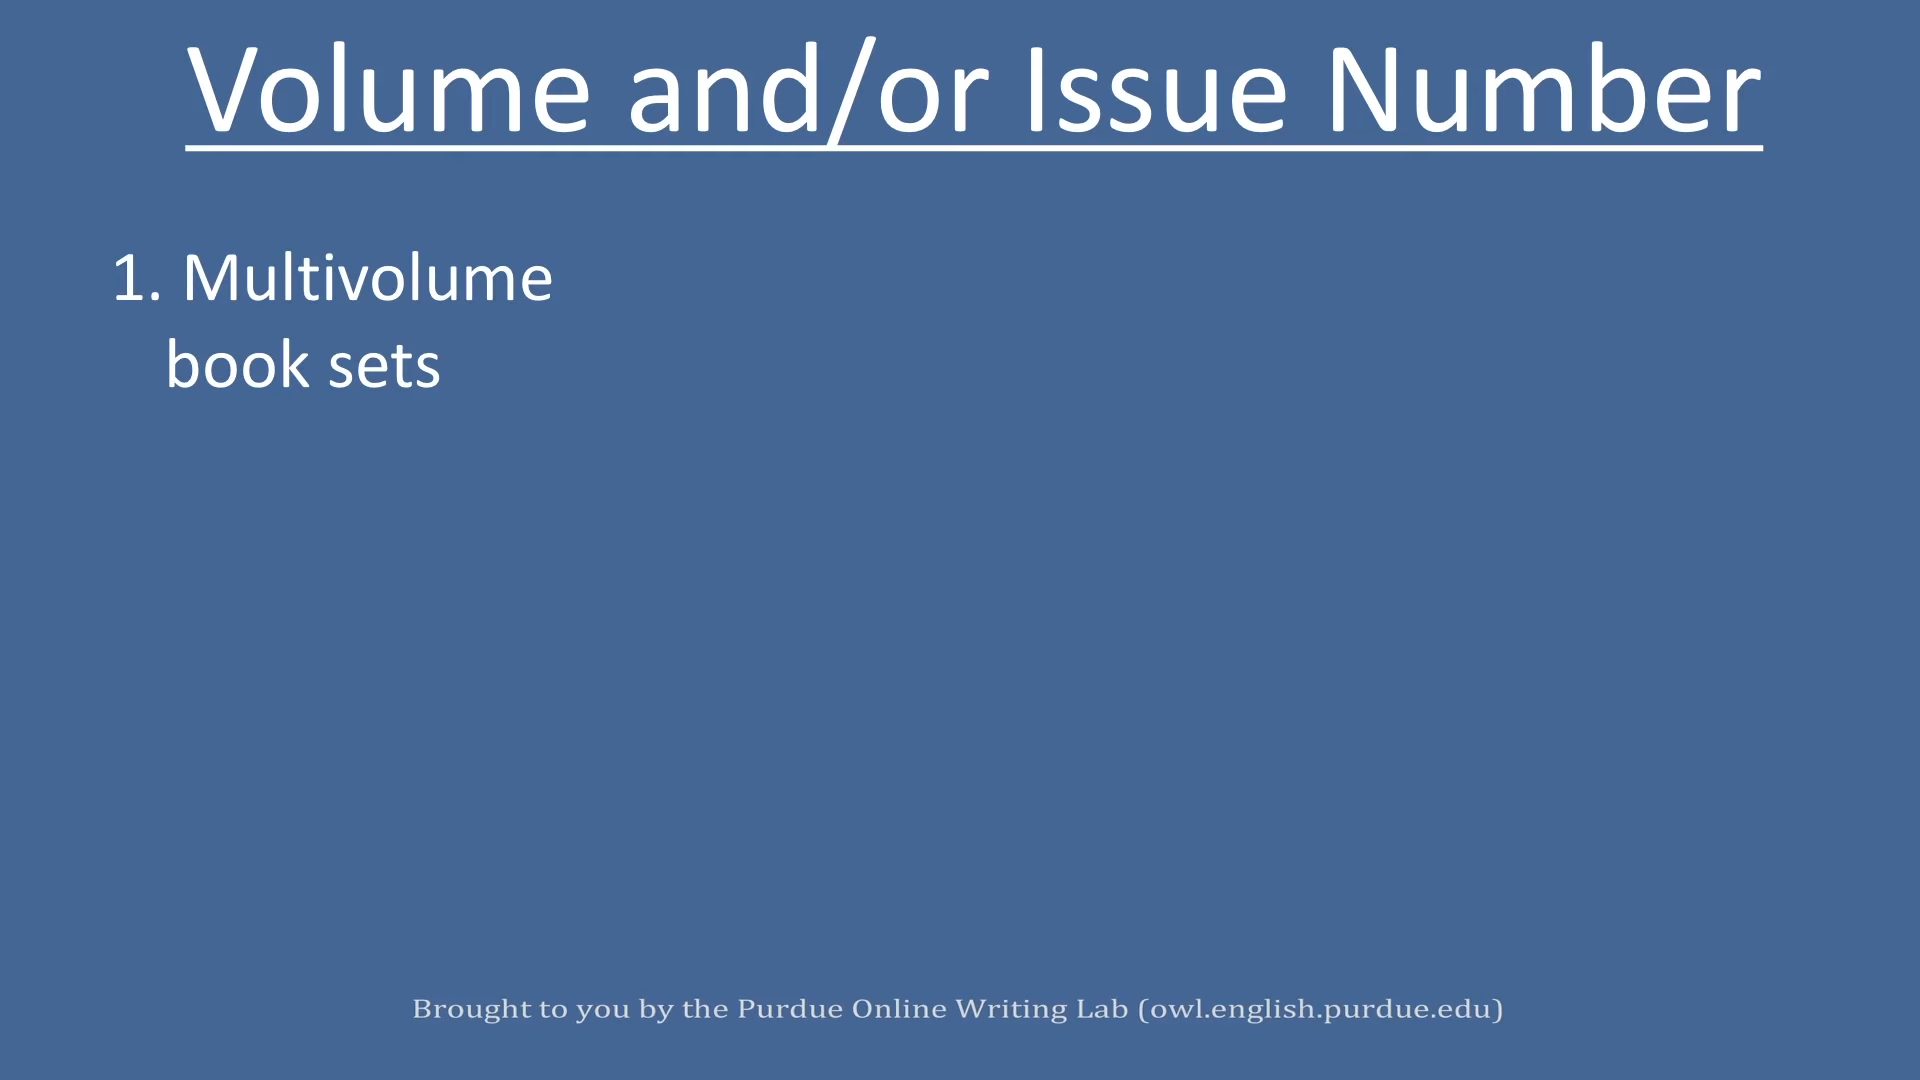 Volume and/or Issue Number
1. Multivolume
book sets
Brought to you by the Purdue Online Writing Lab (owl.english.purdue.edu)